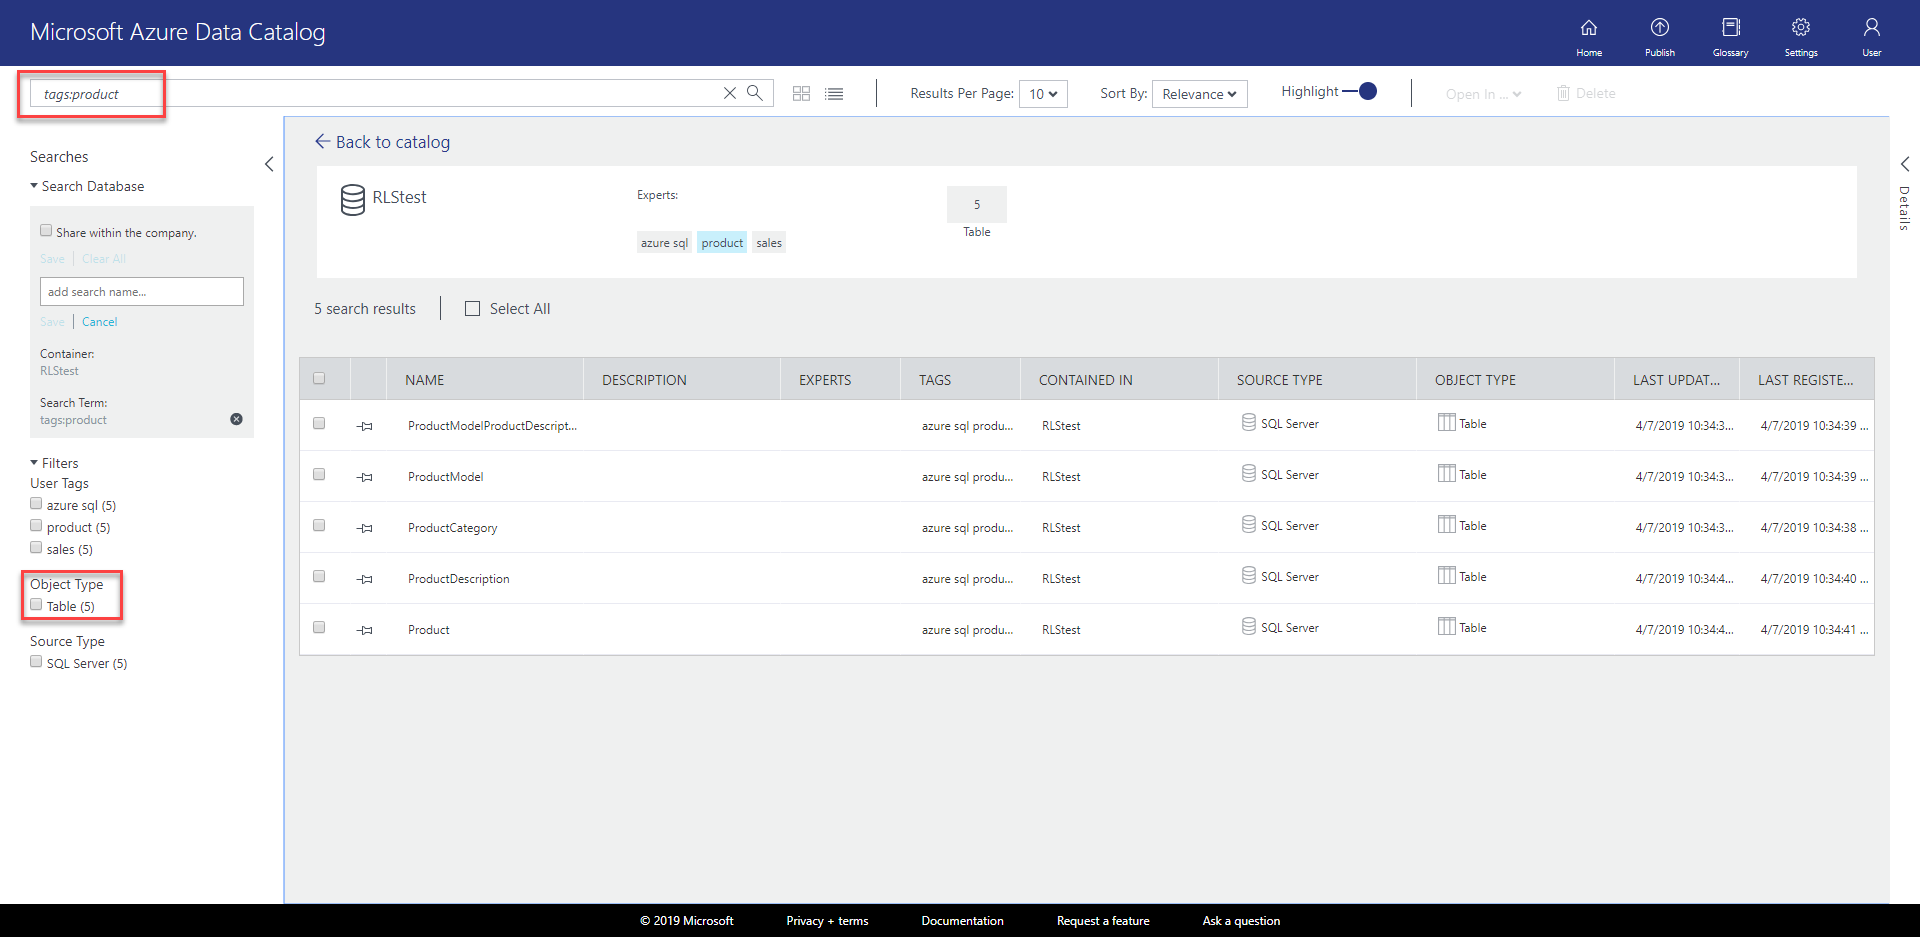 Microsoft Azure Data Catalog
Home
Publish
Glossary
Settings
User
tags:product
Results Per Page:
10
Sort By:
Relevance
Highlight
Open In ...
Delete
Searches
Search Database
Share within the company.
Save
Clear All
add search name...
Save
Cancel
Container:
RLStest
Search Term:
tags:product
Filters
User Tags
azure sql (5)
product (5)
sales (5)
Object Type
Table (5)
Source Type
SQL Server (5)
Back to catalog
RLStest
Experts:
azure sql
product
sales
5
Table
Details
5 search results
Select All
NAME DESCRIPTION EXPERTS TAGS CONTAINED IN SOURCE TYPE OBJECT TYPE LAST UPDAT... LAST REGISTE...
ProductModelProductDescript... azure sql produ... RLStest SQL Server Table 4/7/2019 10:34:3... 4/7/2019 10:34:39 ...
ProductModel azure sql produ... RLStest SQL Server Table 4/7/2019 10:34:3... 4/7/2019 10:34:39 ...
ProductCategory azure sql produ... RLStest SQL Server Table 4/7/2019 10:34:3... 4/7/2019 10:34:38 ...
ProductDescription azure sql produ... RLStest SQL Server Table 4/7/2019 10:34:4... 4/7/2019 10:34:40 ...
Product azure sql produ... RLStest SQL Server Table 4/7/2019 10:34:4... 4/7/2019 10:34:41 ...
© 2019 Microsoft
Privacy + terms
Documentation
Request a feature
Ask a question